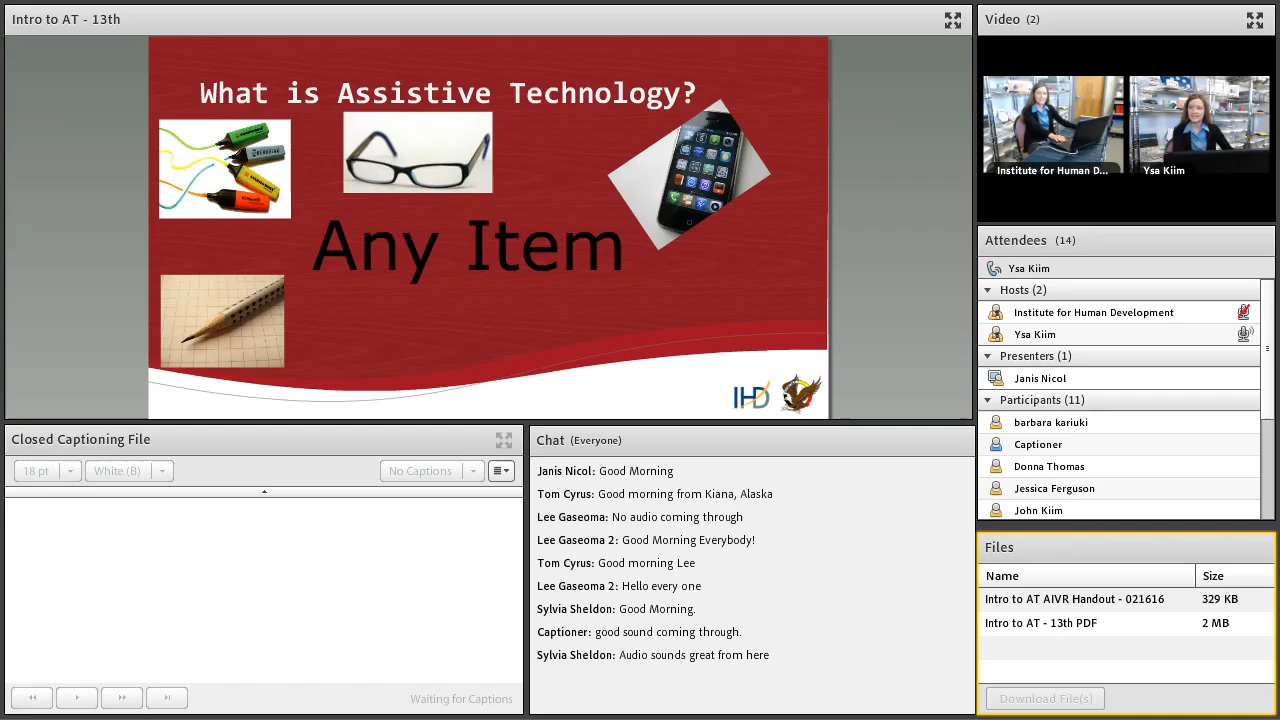 Intro to AT - 13th
What is Assistive Technology?
Any Item
IHD
Closed Captioning File
18 pt
White (B)
No Captions
Waiting for Captions
Chat (Everyone)
Janis Nicol: Good Morning
Tom Cyrus: Good morning from Kiana, Alaska
Lee Gaseoma: No audio coming through
Lee Gaseoma 2: Good Morning Everybody!
Tom Cyrus: Good morning Lee
Lee Gaseoma 2: Hello every one
Sylvia Sheldon: Good Morning.
Captioner: good sound coming through.
Sylvia Sheldon: Audio sounds great from here
Video (2)
Institute for Human D...
Ysa Kiim
Attendees (14)
Ysa Kiim
Hosts (2)
Institute for Human Development
Ysa Kiim
Presenters (1)
Janis Nicol
Participants (11)
barbara kariuki
Captioner
Donna Thomas
Jessica Ferguson
John Kiim
Files
Name Size
Intro to AT AIVR Handout - 021616 329 KB
Intro to AT - 13th PDF 2 MB
Download File(s)